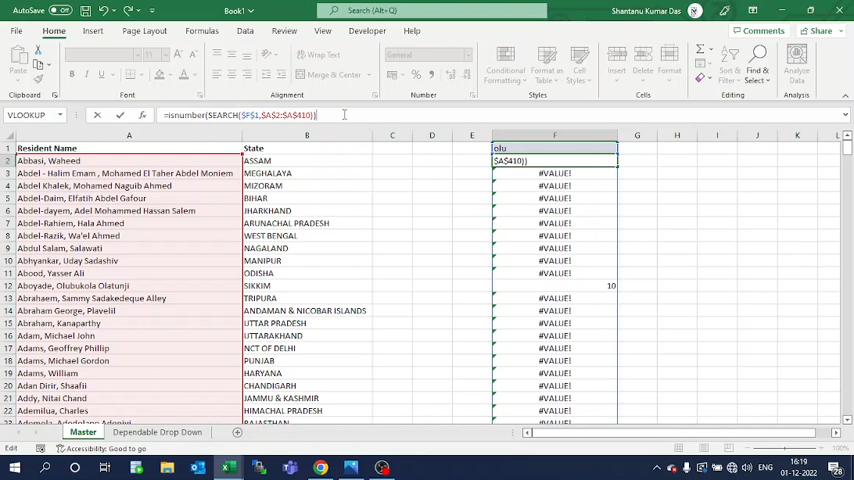 AutoSave Off Book1 Search (Alt+Q) Shantanu Kumar Das
File Home Insert Page Layout Formulas Data Review View Developer Help Comments Share
Paste Wrap Text General Conditional Formatting Format as Table Cell Styles Insert Delete Format Sort & Filter Find & Select Analyze Data
Merge & Center
Clipboard Font Alignment Number Styles Cells Editing Analysis
VLOOKUP =isnumber(SEARCH($F$1,$A$2:$A$410))
A B C D E F G H I J K L
1 Resident Name State olu
2 Abbasi, Waheed ASSAM $A$410))
3 Abdel - Halim Emam , Mohamed El Taher Abdel Moniem MEGHALAYA #VALUE!
4 Abdel Khalek, Mohamed Naguib Ahmed MIZORAM #VALUE!
5 Abdel-Daim, Elfatih Abdel Gafour BIHAR #VALUE!
6 Abdel-dayem, Adel Mohammed Hassan Salem JHARKHAND #VALUE!
7 Abdel-Rahiem, Hala Ahmed ARUNACHAL PRADESH #VALUE!
8 Abdel-Razik, Wa'el Ahmed WEST BENGAL #VALUE!
9 Abdul Salam, Salawati NAGALAND #VALUE!
10 Abhyankar, Uday Sadashiv MANIPUR #VALUE!
11 Abood, Yasser Ali ODISHA #VALUE!
12 Aboyade, Olubukola Olatunji SIKKIM 10
13 Abrahaem, Sammy Sadakedeque Alley TRIPURA #VALUE!
14 Abraham George, Plavelil ANDAMAN & NICOBAR ISLANDS #VALUE!
15 Abraham, Kanaparthy UTTAR PRADESH #VALUE!
16 Adam, Michael John UTTARAKHAND #VALUE!
17 Adams, Geoffrey Phillip NCT OF DELHI #VALUE!
18 Adams, Michael Gordon PUNJAB #VALUE!
19 Adams, William HARYANA #VALUE!
20 Adan Dirir, Shaafii CHANDIGARH #VALUE!
21 Addy, Nitai Chand JAMMU & KASHMIR #VALUE!
22 Ademilua, Charles HIMACHAL PRADESH #VALUE!
23 RAJASTHAN #VALUE!
Master Dependable Drop Down
Edit Accessibility: Good to go 100%
ENG 16:19
01-12-2022 28